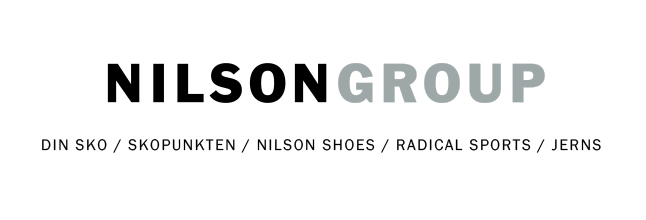 NILSONGROUP
DIN SKO / SKOPUNKTEN / NILSON SHOES / RADICAL SPORTS / JERNS